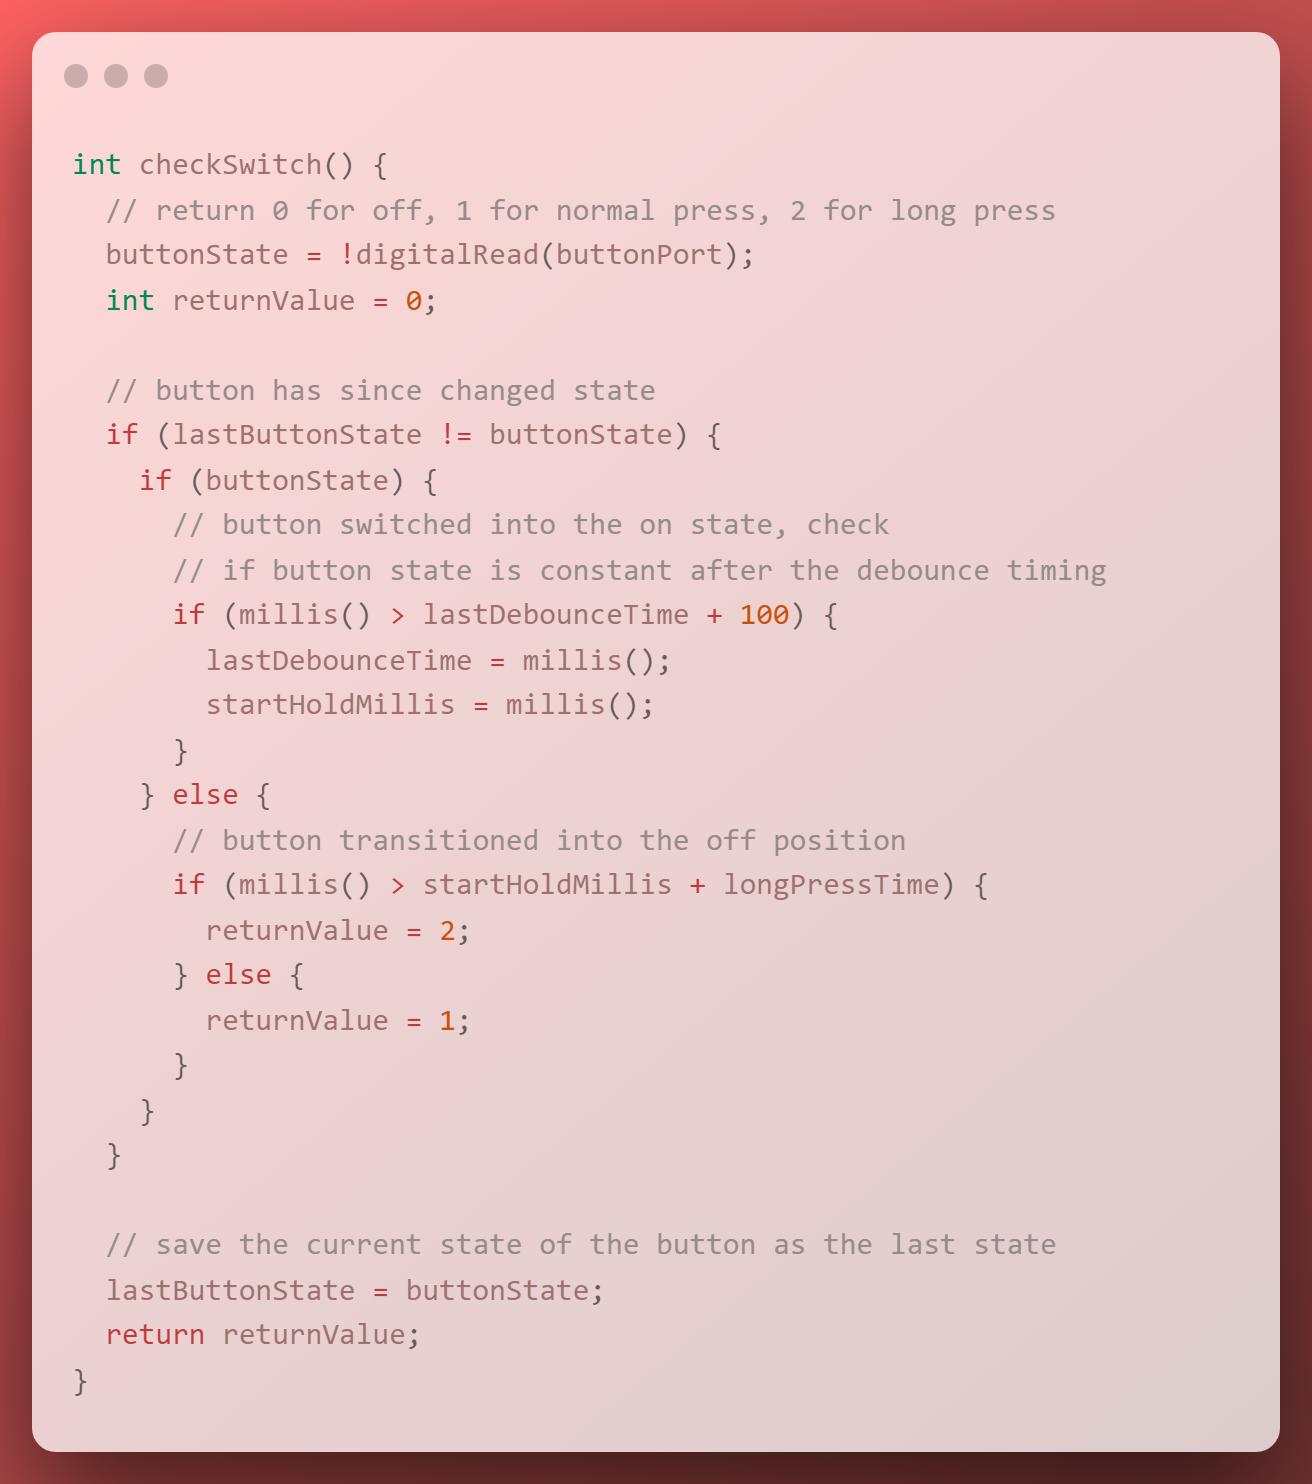 int checkSwitch() {
  // return 0 for off, 1 for normal press, 2 for long press
  buttonState = !digitalRead(buttonPort);
  int returnValue = 0;

  // button has since changed state
  if (lastButtonState != buttonState) {
    if (buttonState) {
      // button switched into the on state, check
      // if button state is constant after the debounce timing
      if (millis() > lastDebounceTime + 100) {
        lastDebounceTime = millis();
        startHoldMillis = millis();
      }
    } else {
      // button transitioned into the off position
      if (millis() > startHoldMillis + longPressTime) {
        returnValue = 2;
      } else {
        returnValue = 1;
      }
    }
  }

  // save the current state of the button as the last state
  lastButtonState = buttonState;
  return returnValue;
}